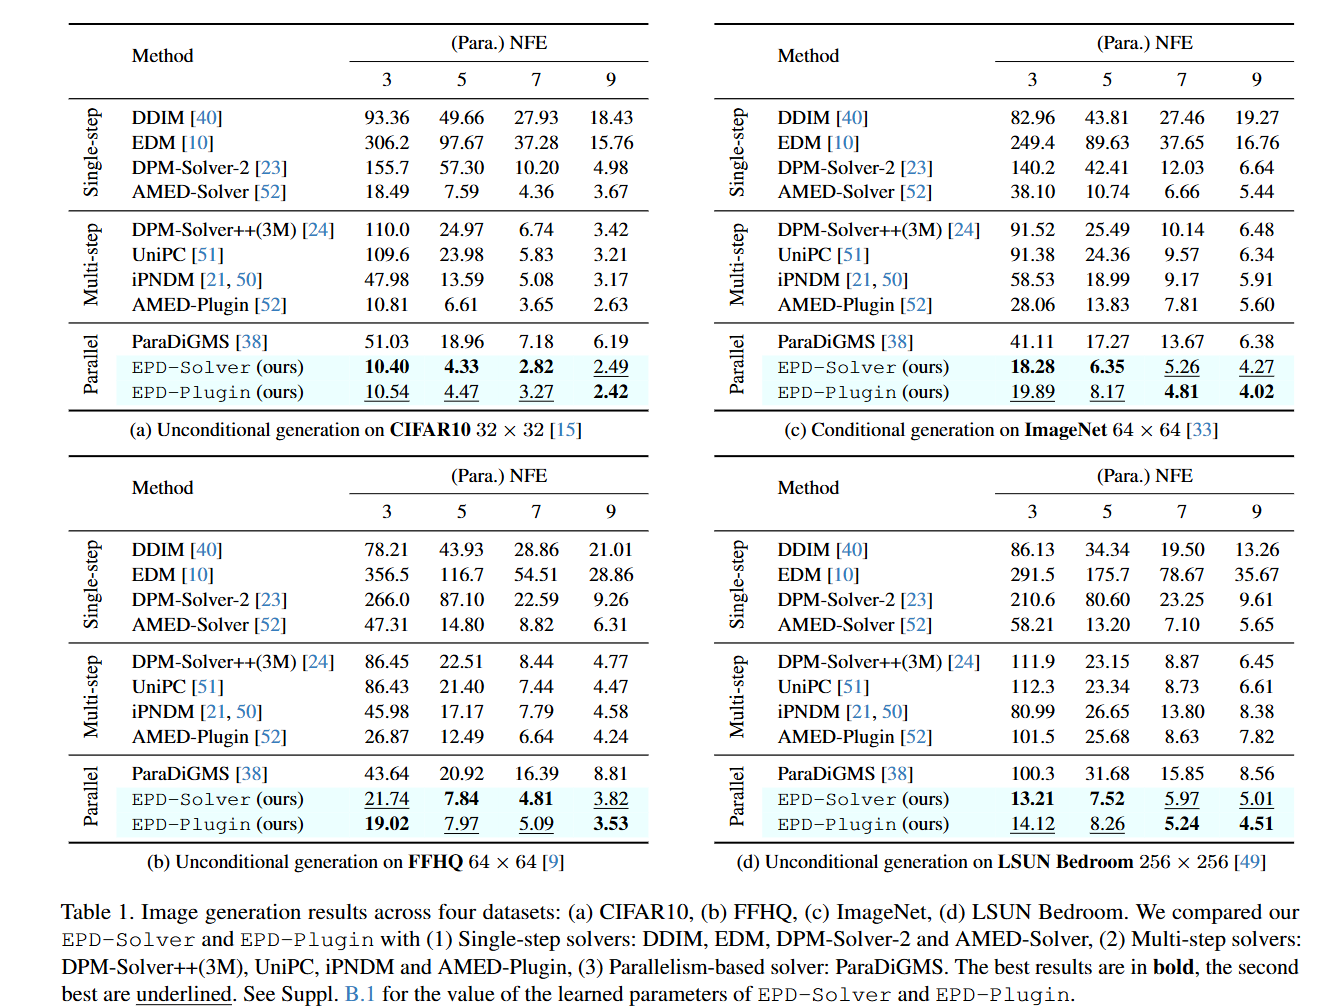 Method (Para.) NFE
3 5 7 9
Single-step
DDIM [40] 93.36 49.66 27.93 18.43
EDM [10] 306.2 97.67 37.28 15.76
DPM-Solver-2 [23] 155.7 57.30 10.20 4.98
AMED-Solver [52] 18.49 7.59 4.36 3.67
Multi-step
DPM-Solver++(3M) [24] 110.0 24.97 6.74 3.42
UniPC [51] 109.6 23.98 5.83 3.21
iPNDM [21, 50] 47.98 13.59 5.08 3.17
AMED-Plugin [52] 10.81 6.61 3.65 2.63
Parallel
ParaDiGMS [38] 51.03 18.96 7.18 6.19
EPD-Solver (ours) 10.40 4.33 2.82 2.49
EPD-Plugin (ours) 10.54 4.47 3.27 2.42
(a) Unconditional generation on CIFAR10 32 × 32 [15]
Method (Para.) NFE
3 5 7 9
Single-step
DDIM [40] 82.96 43.81 27.46 19.27
EDM [10] 249.4 89.63 37.65 16.76
DPM-Solver-2 [23] 140.2 42.41 12.03 6.64
AMED-Solver [52] 38.10 10.74 6.66 5.44
Multi-step
DPM-Solver++(3M) [24] 91.52 25.49 10.14 6.48
UniPC [51] 91.38 24.36 9.57 6.34
iPNDM [21, 50] 58.53 18.99 9.17 5.91
AMED-Plugin [52] 28.06 13.83 7.81 5.60
Parallel
ParaDiGMS [38] 41.11 17.27 13.67 6.38
EPD-Solver (ours) 18.28 6.35 5.26 4.27
EPD-Plugin (ours) 19.89 8.17 4.81 4.02
(c) Conditional generation on ImageNet 64 × 64 [33]
Method (Para.) NFE
3 5 7 9
Single-step
DDIM [40] 78.21 43.93 28.86 21.01
EDM [10] 356.5 116.7 54.51 28.86
DPM-Solver-2 [23] 266.0 87.10 22.59 9.26
AMED-Solver [52] 47.31 14.80 8.82 6.31
Multi-step
DPM-Solver++(3M) [24] 86.45 22.51 8.44 4.77
UniPC [51] 86.43 21.40 7.44 4.47
iPNDM [21, 50] 45.98 17.17 7.79 4.58
AMED-Plugin [52] 26.87 12.49 6.64 4.24
Parallel
ParaDiGMS [38] 43.64 20.92 16.39 8.81
EPD-Solver (ours) 21.74 7.84 4.81 3.82
EPD-Plugin (ours) 19.02 7.97 5.09 3.53
(b) Unconditional generation on FFHQ 64 × 64 [9]
Method (Para.) NFE
3 5 7 9
Single-step
DDIM [40] 86.13 34.34 19.50 13.26
EDM [10] 291.5 175.7 78.67 35.67
DPM-Solver-2 [23] 210.6 80.60 23.25 9.61
AMED-Solver [52] 58.21 13.20 7.10 5.65
Multi-step
DPM-Solver++(3M) [24] 111.9 23.15 8.87 6.45
UniPC [51] 112.3 23.34 8.73 6.61
iPNDM [21, 50] 80.99 26.65 13.80 8.38
AMED-Plugin [52] 101.5 25.68 8.63 7.82
Parallel
ParaDiGMS [38] 100.3 31.68 15.85 8.56
EPD-Solver (ours) 13.21 7.52 5.97 5.01
EPD-Plugin (ours) 14.12 8.26 5.24 4.51
(d) Unconditional generation on LSUN Bedroom 256 × 256 [49]
Table 1. Image generation results across four datasets: (a) CIFAR10, (b) FFHQ, (c) ImageNet, (d) LSUN Bedroom. We compared our
EPD-Solver and EPD-Plugin with (1) Single-step solvers: DDIM, EDM, DPM-Solver-2 and AMED-Solver, (2) Multi-step solvers:
DPM-Solver++(3M), UniPC, iPNDM and AMED-Plugin, (3) Parallelism-based solver: ParaDiGMS. The best results are in bold, the second
best are underlined. See Suppl. B.1 for the value of the learned parameters of EPD-Solver and EPD-Plugin.